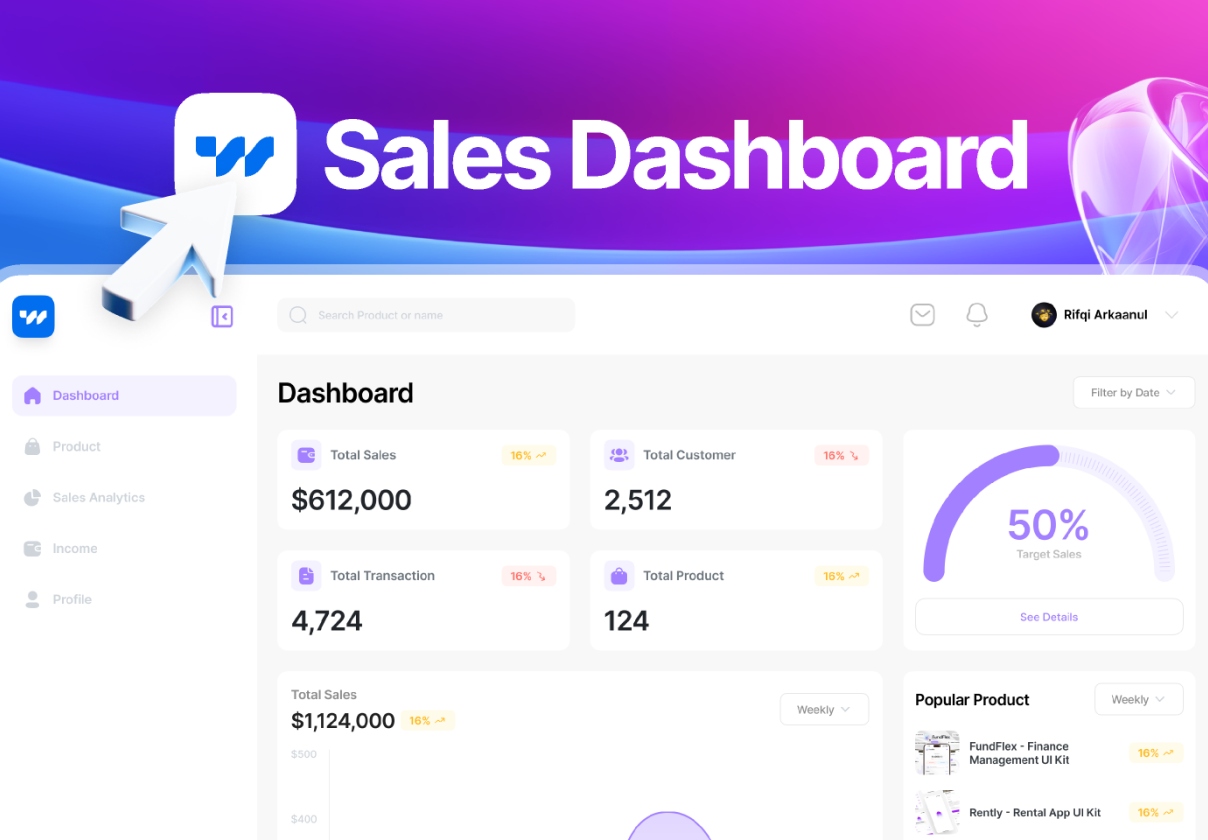 Sales Dashboard
Search Product or name
Rifqi Arkaanul
Dashboard
Product
Sales Analytics
Income
Profile
Dashboard
Filter by Date
Total Sales
16%
$612,000
Total Customer
16%
2,512
Total Transaction
16%
4,724
Total Product
16%
124
50%
Target Sales
See Details
Total Sales
$1,124,000
16%
Weekly
$500
$400
Popular Product
Weekly
FundFlex - Finance
Management UI Kit
16%
Rently - Rental App UI Kit
16%